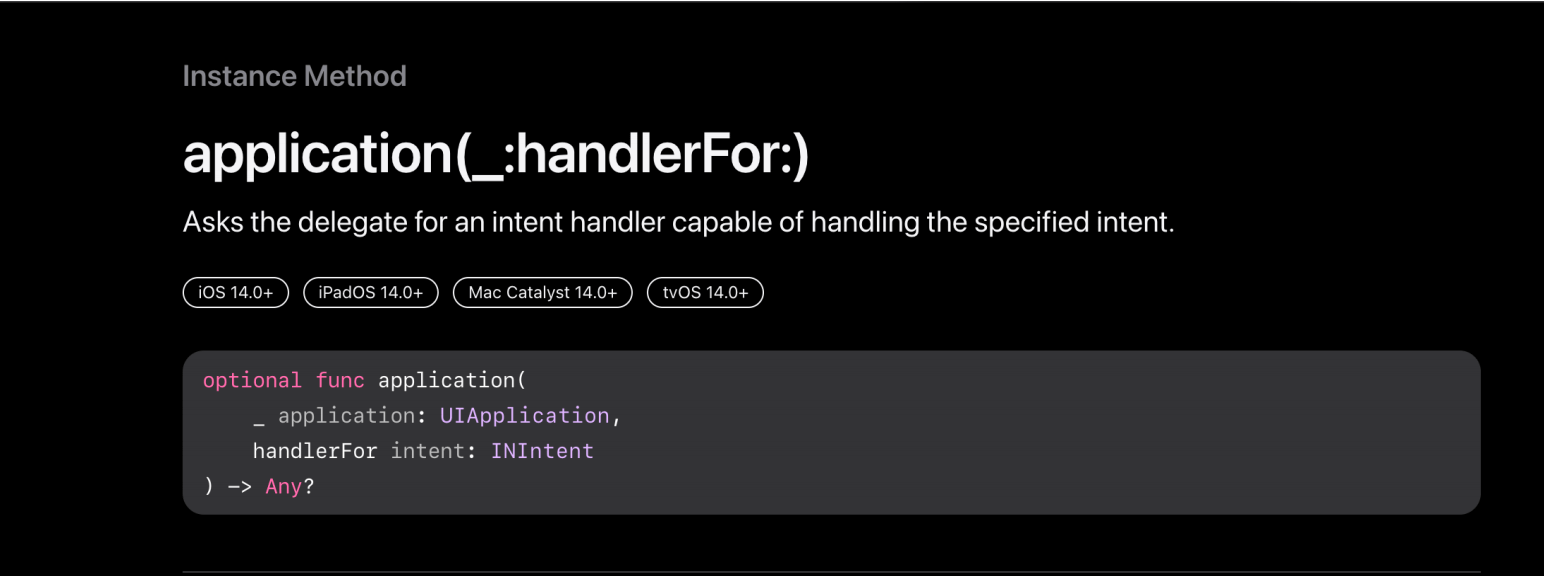 Instance Method
application(_:handlerFor:)
Asks the delegate for an intent handler capable of handling the specified intent.
iOS 14.0+ iPadOS 14.0+ Mac Catalyst 14.0+ tvOS 14.0+
optional func application(
    _ application: UIApplication,
    handlerFor intent: INIntent
) -> Any?